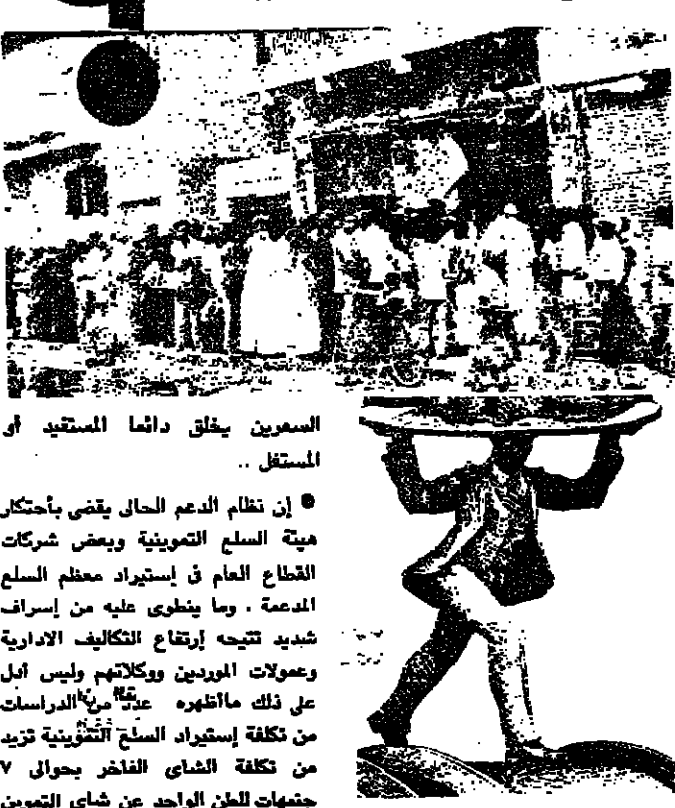 السعرين يخلق دائما المستفيد أو
المستغل ..
● إن نظام الدعم الحالى يقضى بأحتكار
هيئة السلع التموينية وبعض شركات
القطاع العام فى إستيراد معظم السلع
المدعمة . وما ينطوى عليه من إسراف
شديد نتيجه إرتفاع التكاليف الادارية
وعمولات الموردين ووكلائهم وليس أدل
على ذلك ماأظهره عدد من الدراسات
من تكلفة إستيراد السلع التموينية تزيد
من تكلفة الشاى الفاخر بحوالى ٧
جنيهات للطن الواحد عن شاى التموين